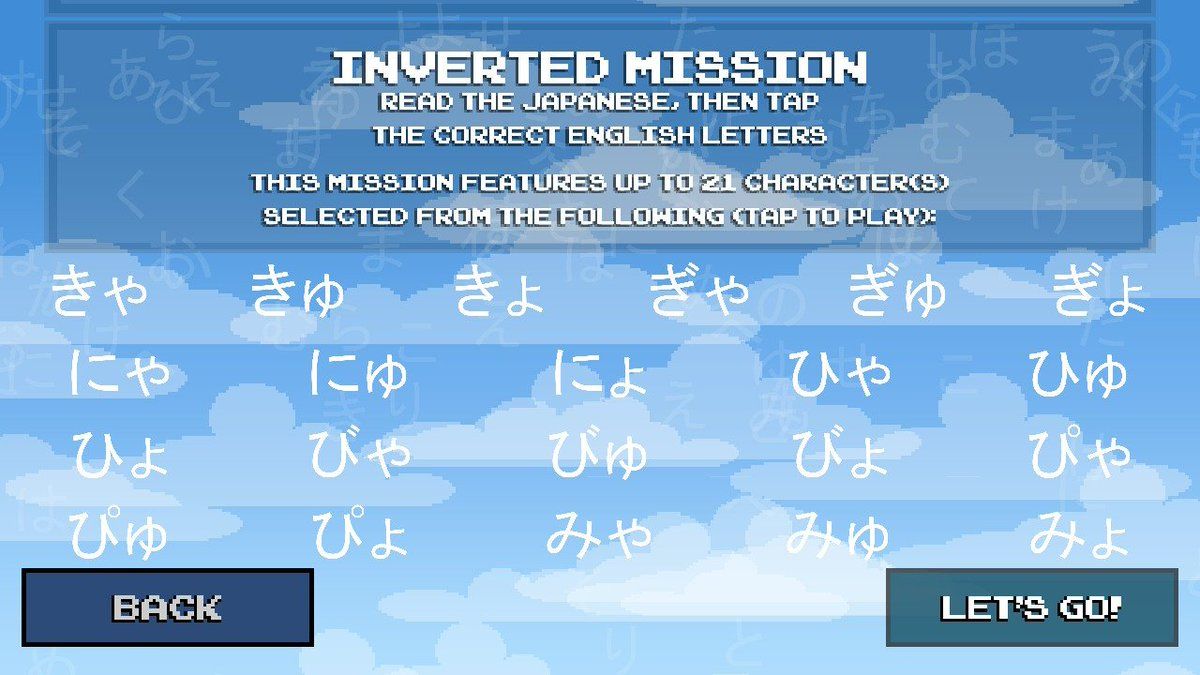 INVERTED MISSION
READ THE JAPANESE, THEN TAP
THE CORRECT ENGLISH LETTERS
THIS MISSION FEATURES UP TO 21 CHARACTER(S)
SELECTED FROM THE FOLLOWING (TAP TO PLAY):
きゃ きゅ きょ ぎゃ ぎゅ ぎょ
にゃ にゅ にょ ひゃ ひゅ
ひょ びゃ びゅ びょ ぴゃ
ぴゅ ぴょ みゃ みゅ みょ
BACK LET'S GO!